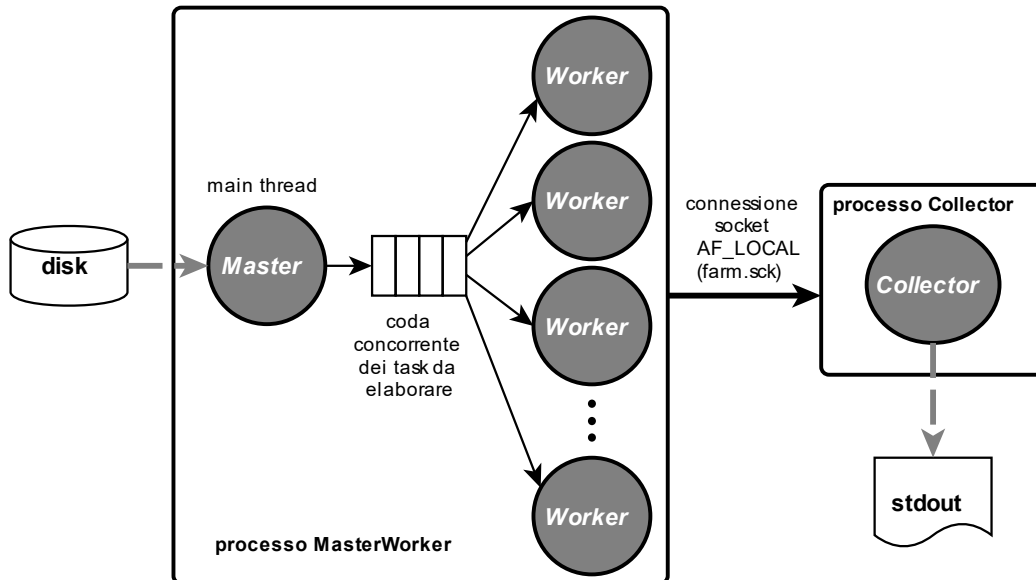 disk
main thread
Master
coda
concorrente
dei task da
elaborare
Worker
Worker
Worker
Worker
processo MasterWorker
connessione
socket
AF_LOCAL
(farm.sck)
processo Collector
Collector
stdout